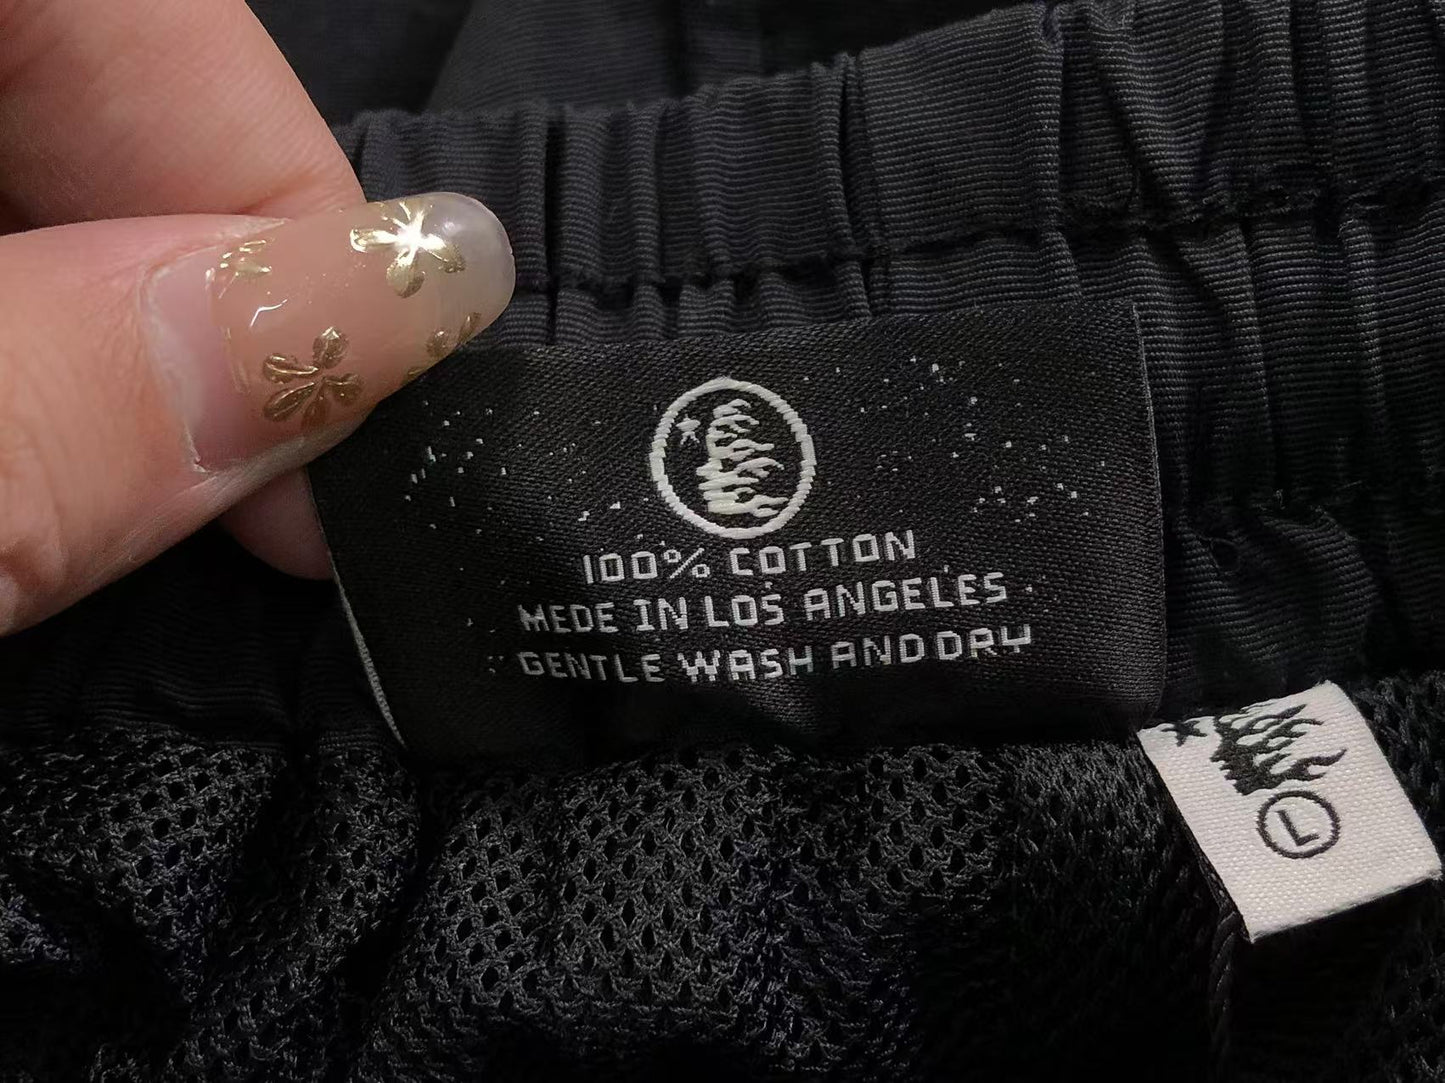 100% COTTON
MEDE IN LOS ANGELES
GENTLE WASH AND DRY
L